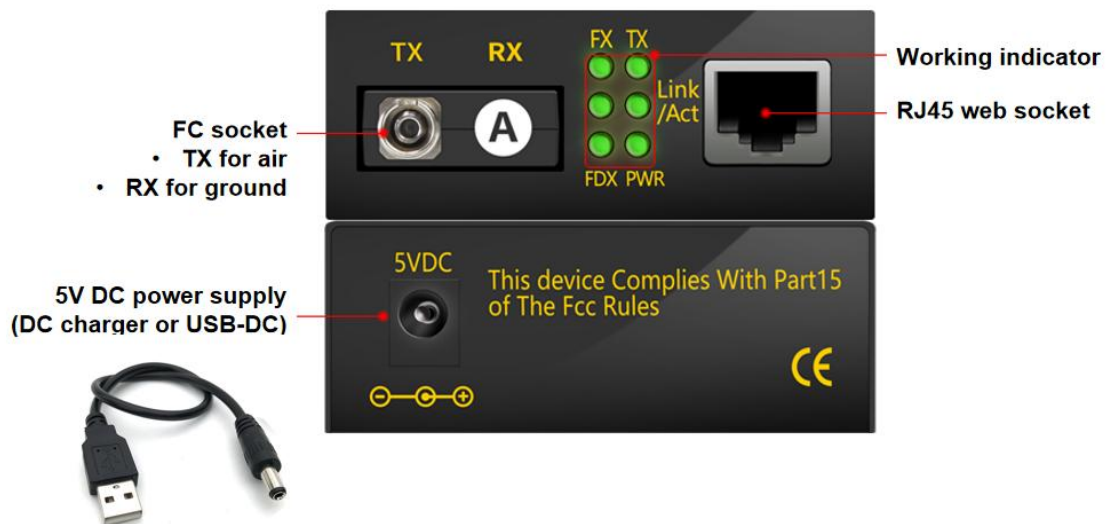 TX RX
FX TX
Link
/Act
FDX PWR
A
Working indicator
RJ45 web socket
FC socket
• TX for air
• RX for ground
5VDC
This device Complies With Part15
of The Fcc Rules
CE
5V DC power supply
(DC charger or USB-DC)